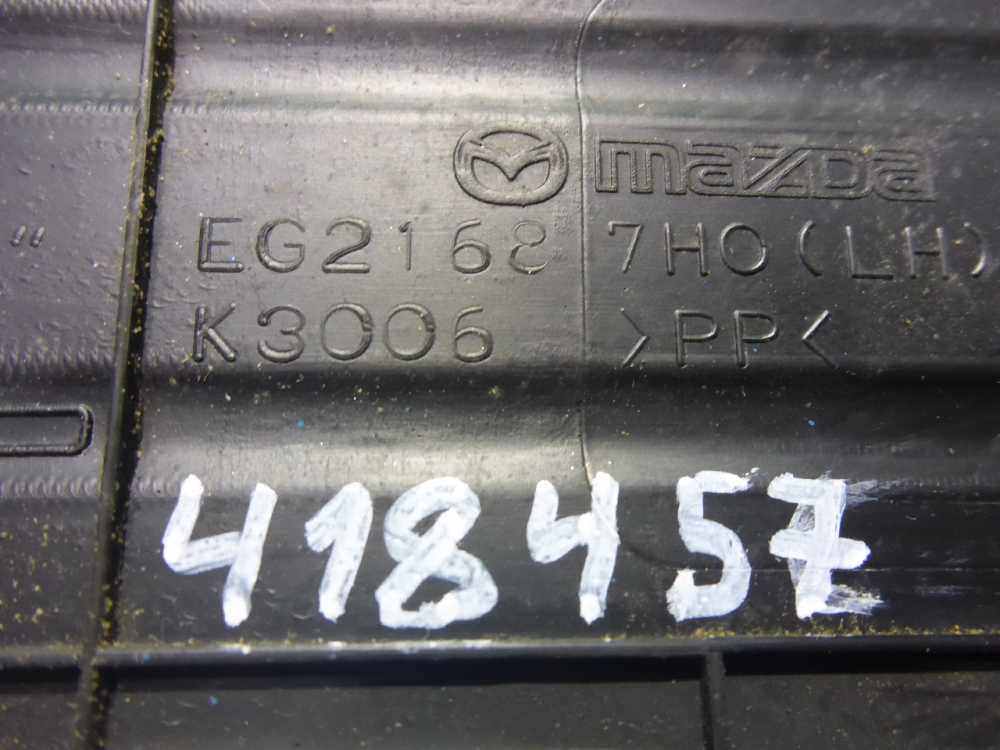 mazda
" EG2168 7H0 (LH)
K3006 >PP<
418457